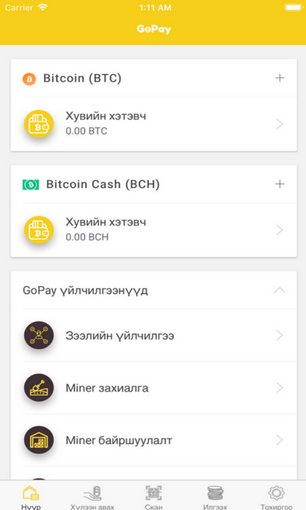 Carrier 1:11 AM
GoPay
Bitcoin (BTC)
Хувийн хэтэвч
0.00 BTC
Bitcoin Cash (BCH)
Хувийн хэтэвч
0.00 BCH
GoPay үйлчилгээнүүд
Зээлийн үйлчилгээ
Miner захиалга
Miner байршуулалт
Нүүр Хүлээн авах Скан Илгээх Тохиргоо